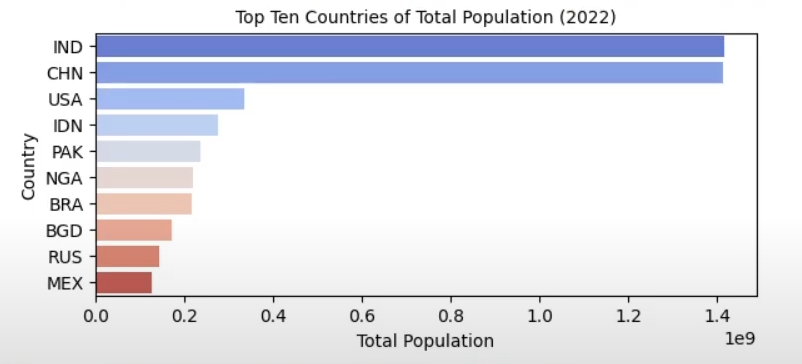 Top Ten Countries of Total Population (2022)
Country
IND
CHN
USA
IDN
PAK
NGA
BRA
BGD
RUS
MEX
0.0 0.2 0.4 0.6 0.8 1.0 1.2 1.4
1e9
Total Population